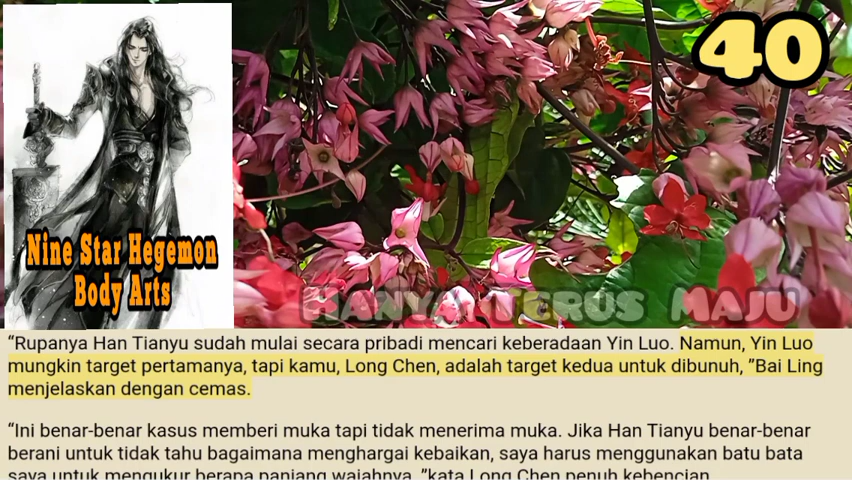 40
Nine Star Hegemon
Body Arts
HANYA TERUS MAJU
“Rupanya Han Tianyu sudah mulai secara pribadi mencari keberadaan Yin Luo. Namun, Yin Luo
mungkin target pertamanya, tapi kamu, Long Chen, adalah target kedua untuk dibunuh, ”Bai Ling
menjelaskan dengan cemas.
“Ini benar-benar kasus memberi muka tapi tidak menerima muka. Jika Han Tianyu benar-benar
berani untuk tidak tahu bagaimana menghargai kebaikan, saya harus menggunakan batu bata
saya untuk mengukur berapa panjang wajahnya, ”kata Long Chen penuh kebencian.